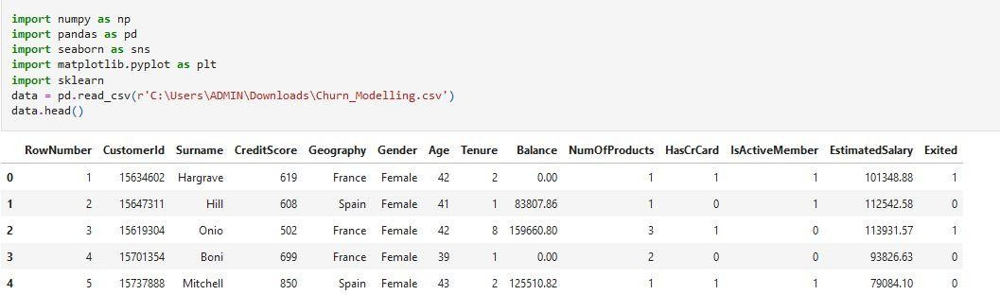 import numpy as np
import pandas as pd
import seaborn as sns
import matplotlib.pyplot as plt
import sklearn
data = pd.read_csv(r'C:\Users\ADMIN\Downloads\Churn_Modelling.csv')
data.head()
RowNumber CustomerId Surname CreditScore Geography Gender Age Tenure Balance NumOfProducts HasCrCard IsActiveMember EstimatedSalary Exited
0 1 15634602 Hargrave 619 France Female 42 2 0.00 1 1 1 101348.88 1
1 2 15647311 Hill 608 Spain Female 41 1 83807.86 1 0 1 112542.58 0
2 3 15619304 Onio 502 France Female 42 8 159660.80 3 1 0 113931.57 1
3 4 15701354 Boni 699 France Female 39 1 0.00 2 0 0 93826.63 0
4 5 15737888 Mitchell 850 Spain Female 43 2 125510.82 1 1 1 79084.10 0